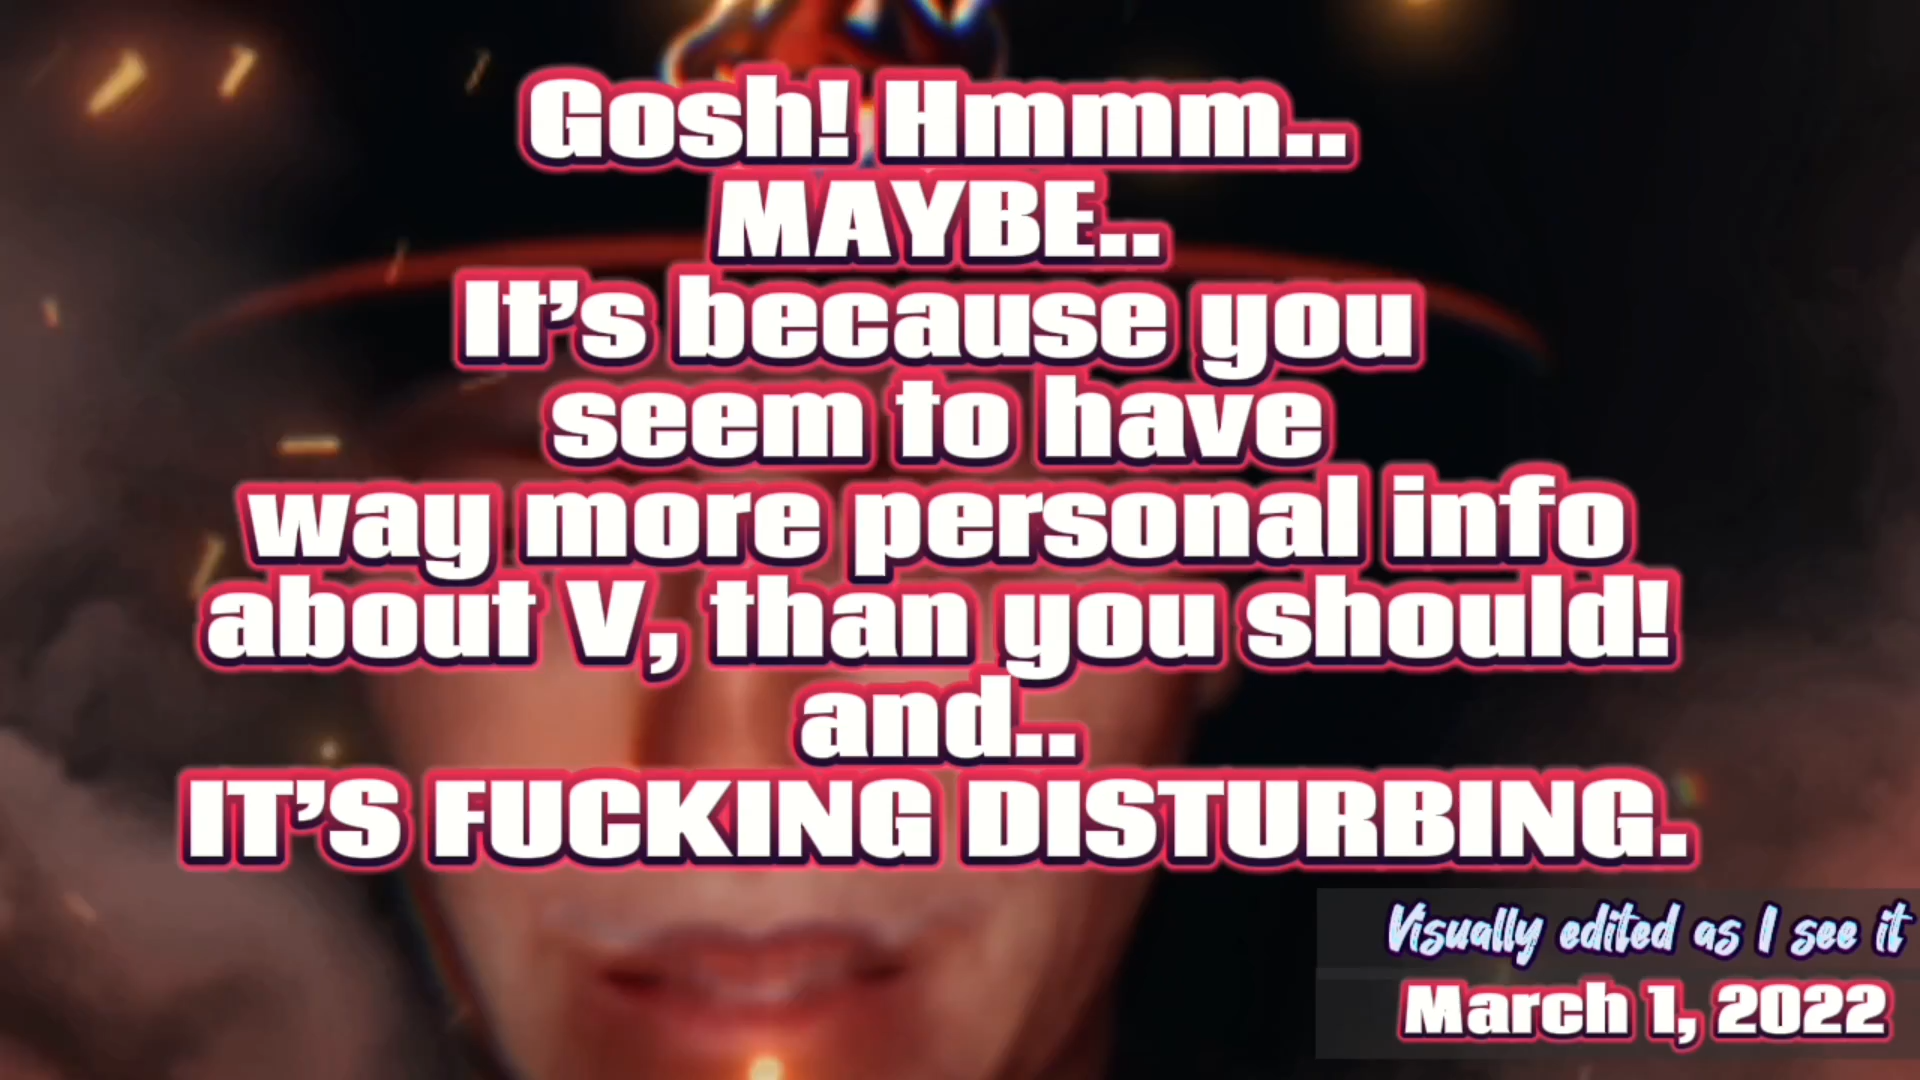 Gosh! Hmmm..
MAYBE..
It's because you
seem to have
way more personal info
about V, than you should!
and..
IT'S FUCKING DISTURBING.
Visually edited as I see it
March 1, 2022